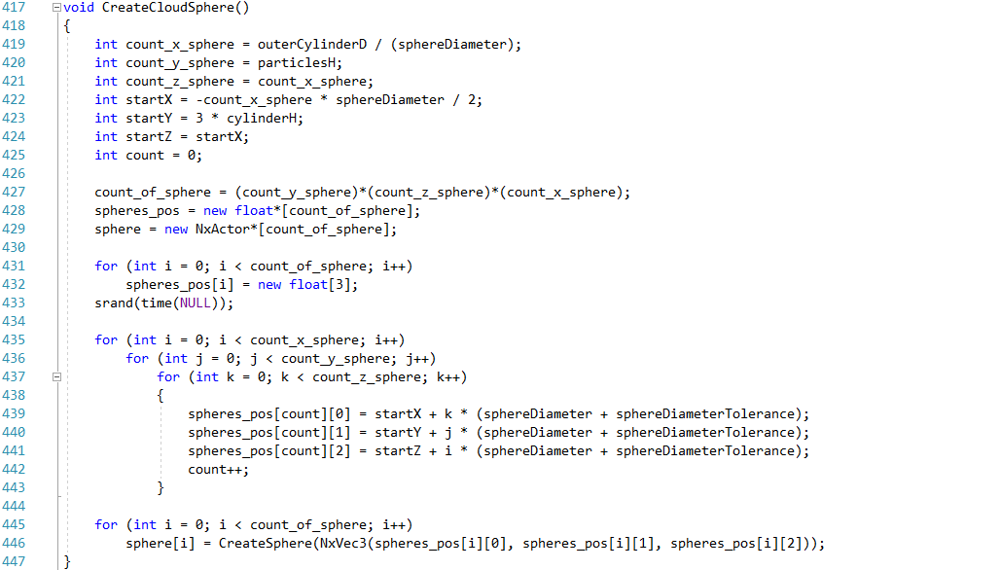 417 void CreateCloudSphere()
418 {
419     int count_x_sphere = outerCylinderD / (sphereDiameter);
420     int count_y_sphere = particlesH;
421     int count_z_sphere = count_x_sphere;
422     int startX = -count_x_sphere * sphereDiameter / 2;
423     int startY = 3 * cylinderH;
424     int startZ = startX;
425     int count = 0;
426
427     count_of_sphere = (count_y_sphere)*(count_z_sphere)*(count_x_sphere);
428     spheres_pos = new float*[count_of_sphere];
429     sphere = new NxActor*[count_of_sphere];
430
431     for (int i = 0; i < count_of_sphere; i++)
432         spheres_pos[i] = new float[3];
433     srand(time(NULL));
434
435     for (int i = 0; i < count_x_sphere; i++)
436         for (int j = 0; j < count_y_sphere; j++)
437             for (int k = 0; k < count_z_sphere; k++)
438             {
439                 spheres_pos[count][0] = startX + k * (sphereDiameter + sphereDiameterTolerance);
440                 spheres_pos[count][1] = startY + j * (sphereDiameter + sphereDiameterTolerance);
441                 spheres_pos[count][2] = startZ + i * (sphereDiameter + sphereDiameterTolerance);
442                 count++;
443             }
444
445     for (int i = 0; i < count_of_sphere; i++)
446         sphere[i] = CreateSphere(NxVec3(spheres_pos[i][0], spheres_pos[i][1], spheres_pos[i][2]));
447 }